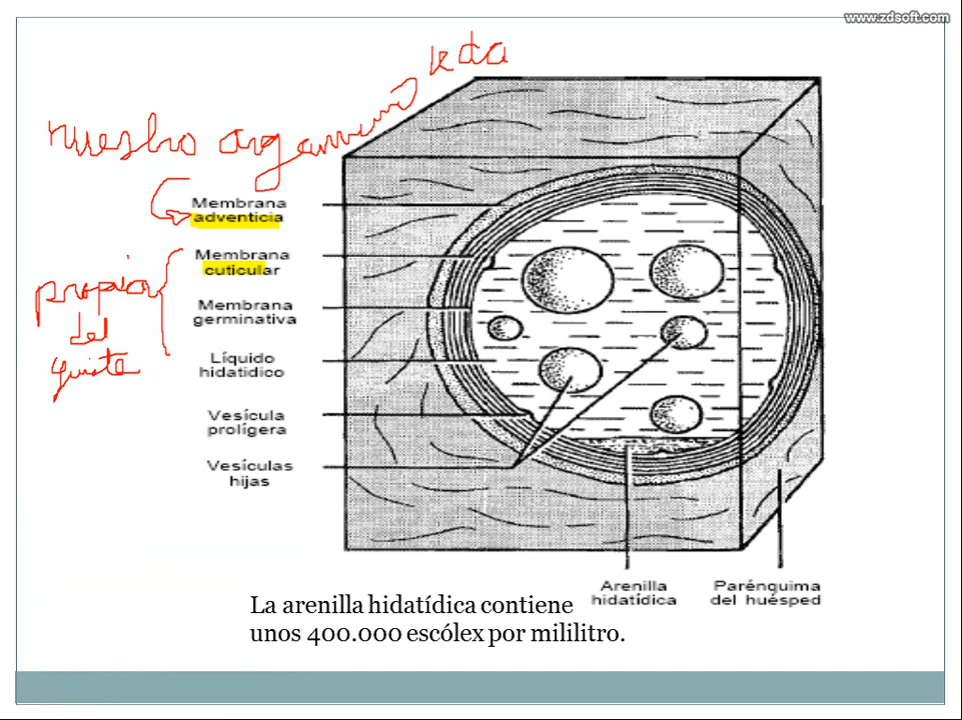 www.zdsoft.com
nuestro
Membrana
adventicia
Membrana
cuticular
propias
del
quiste
Membrana
germinativa
Líquido
hidatídico
Vesícula
prolígera
Vesículas
hijas
Arenilla
hidatídica
Parénquima
del huésped
La arenilla hidatídica contiene
unos 400.000 escólex por mililitro.